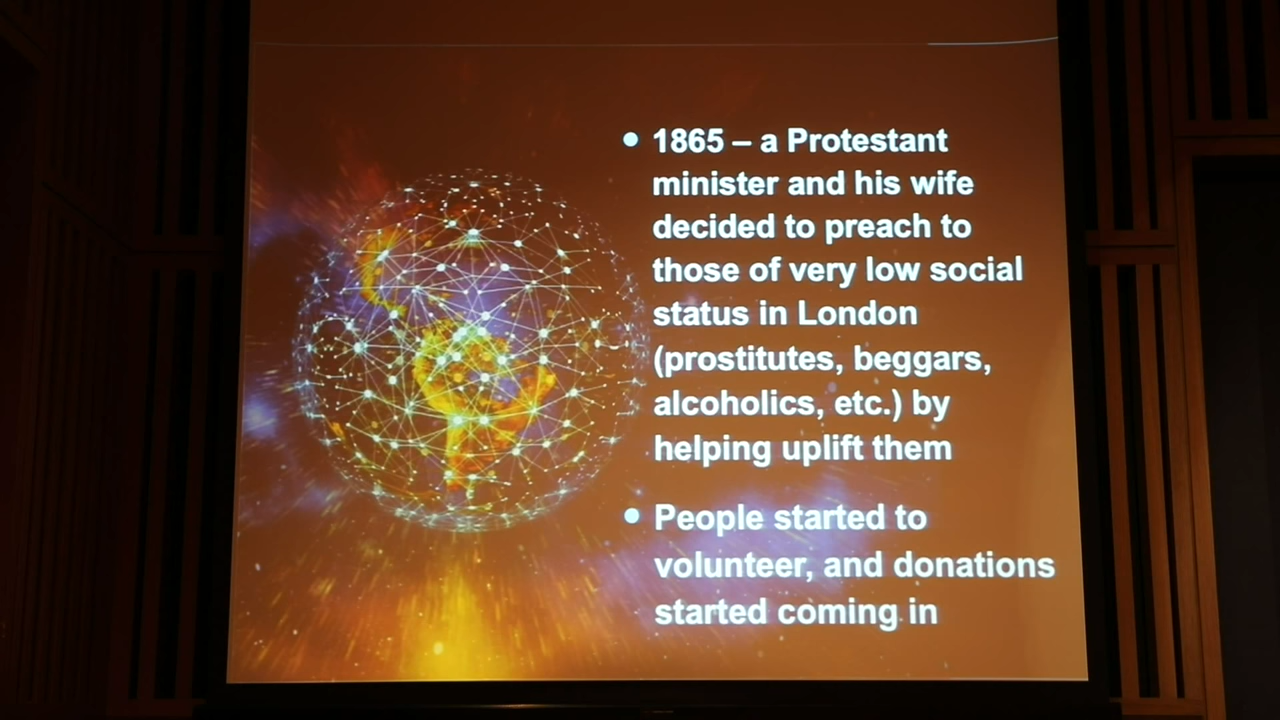 • 1865 – a Protestant
minister and his wife
decided to preach to
those of very low social
status in London
(prostitutes, beggars,
alcoholics, etc.) by
helping uplift them
• People started to
volunteer, and donations
started coming in